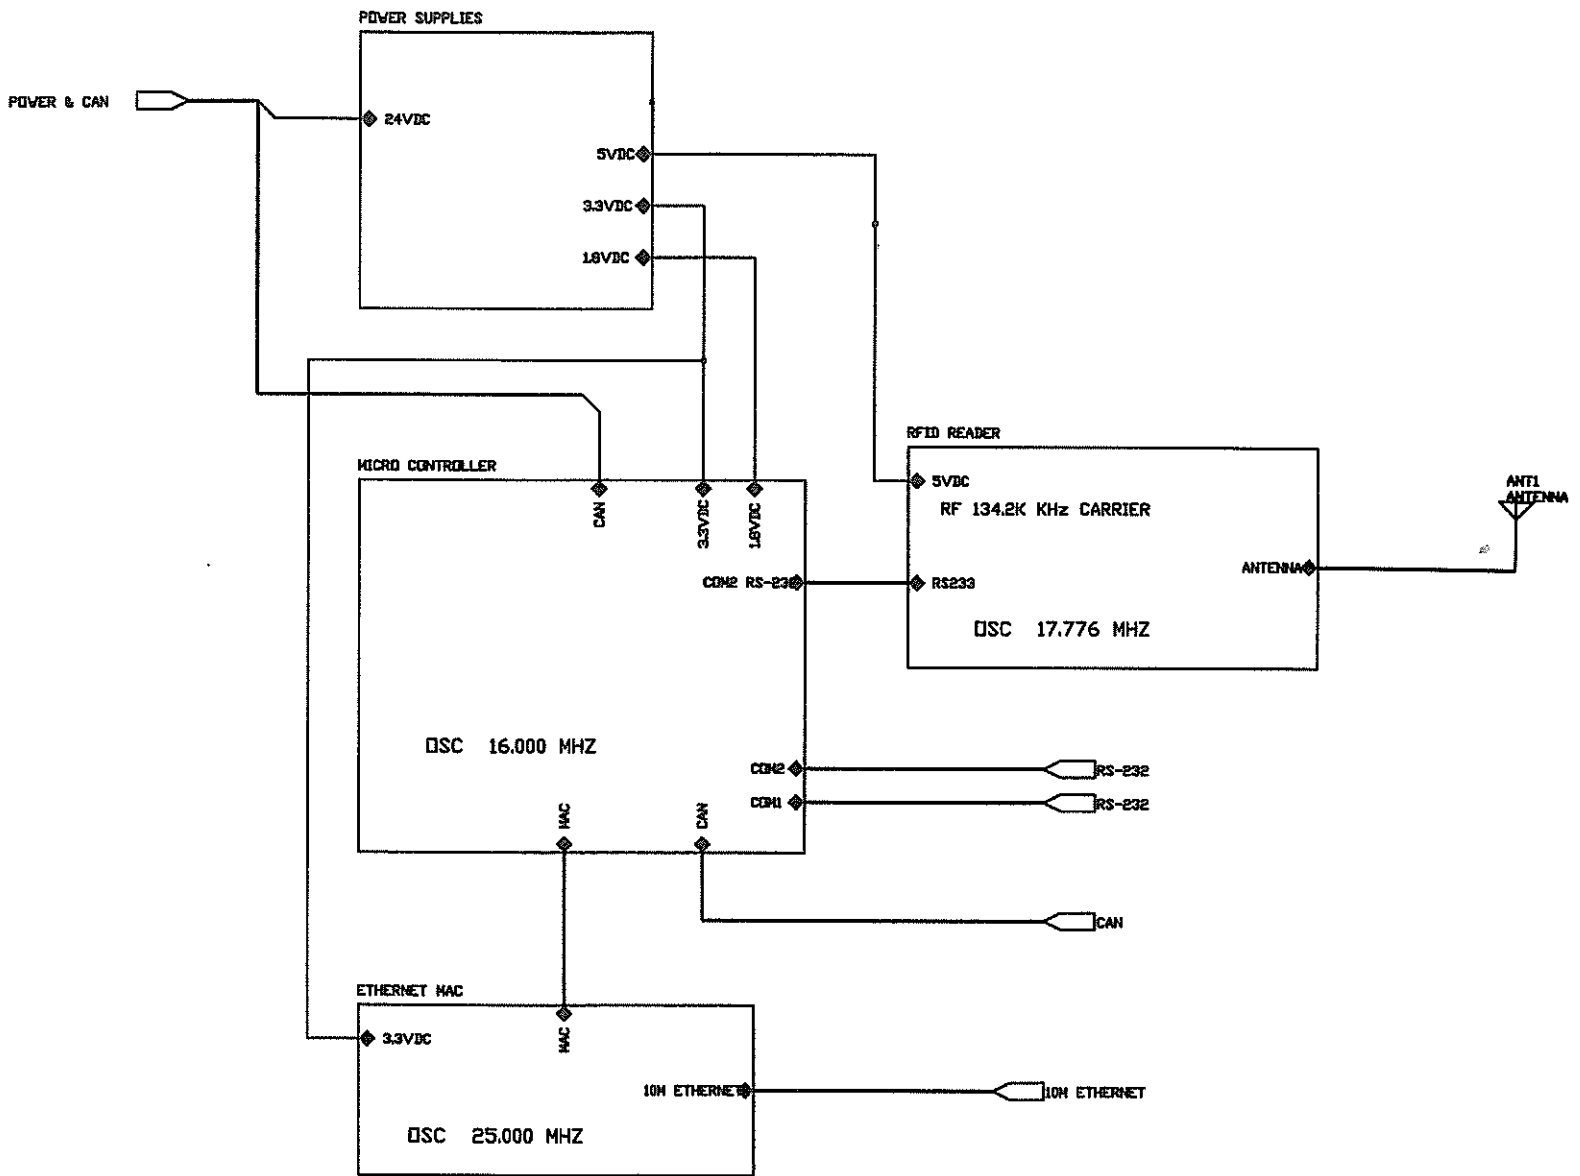 POWER SUPPLIES
POWER & CAN
24VDC
5VDC
3.3VDC
1.8VDC
RFID READER
MICRO CONTROLLER
5VDC
ANT1
ANTENNA
RF 134.2K KHz CARRIER
CAN
3.3VDC
1.8VDC
ANTENNA
COM2 RS-232
RS233
OSC 17.776 MHZ
OSC 16.000 MHZ
COM2
RS-232
COM1
RS-232
MAC
CAN
CAN
ETHERNET MAC
3.3VDC
MAC
10M ETHERNET
10M ETHERNET
OSC 25.000 MHZ